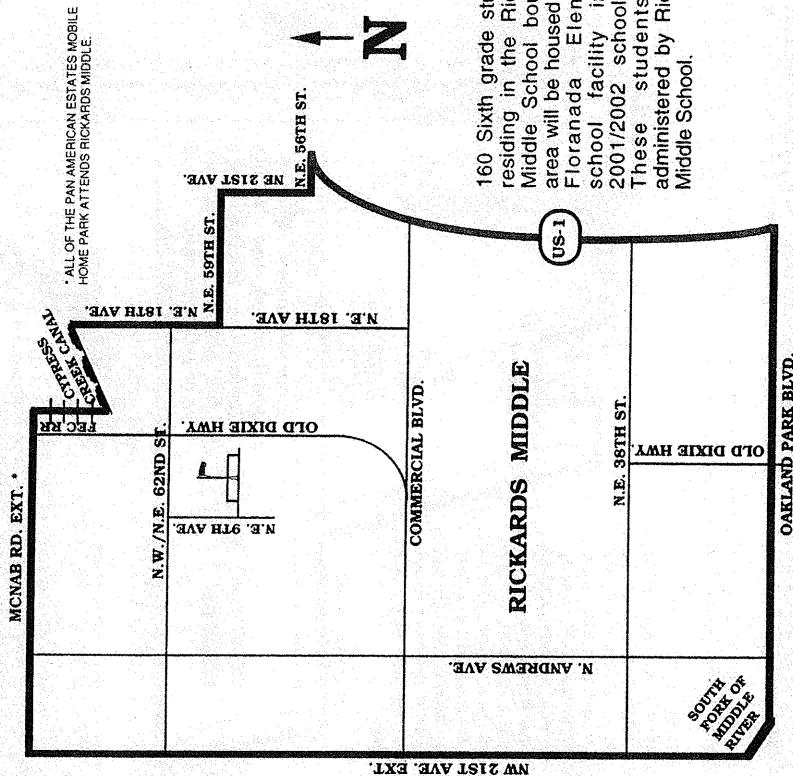 MCNAB RD. EXT. *
* ALL OF THE PAN AMERICAN ESTATES MOBILE
HOME PARK ATTENDS RICKARDS MIDDLE.
FEC RR
CYPRESS
CREEK CANAL
N.E. 18TH AVE.
N.E. 59TH ST.
NE 21ST AVE.
N.E. 56TH ST.
N
N.W./N.E. 62ND ST.
OLD DIXIE HWY.
N.E. 9TH AVE.
N.E. 18TH AVE.
COMMERCIAL BLVD.
RICKARDS MIDDLE
US-1
N.E. 38TH ST.
N. ANDREWS AVE.
OLD DIXIE HWY.
NW 21ST AVE. EXT.
SOUTH
FORK OF
MIDDLE
RIVER
OAKLAND PARK BLVD.
160 Sixth grade stu
residing in the Ric
Middle School bou
area will be housed
Floranada Elem
school facility i
2001/2002 school
These students
administered by Ric
Middle School.